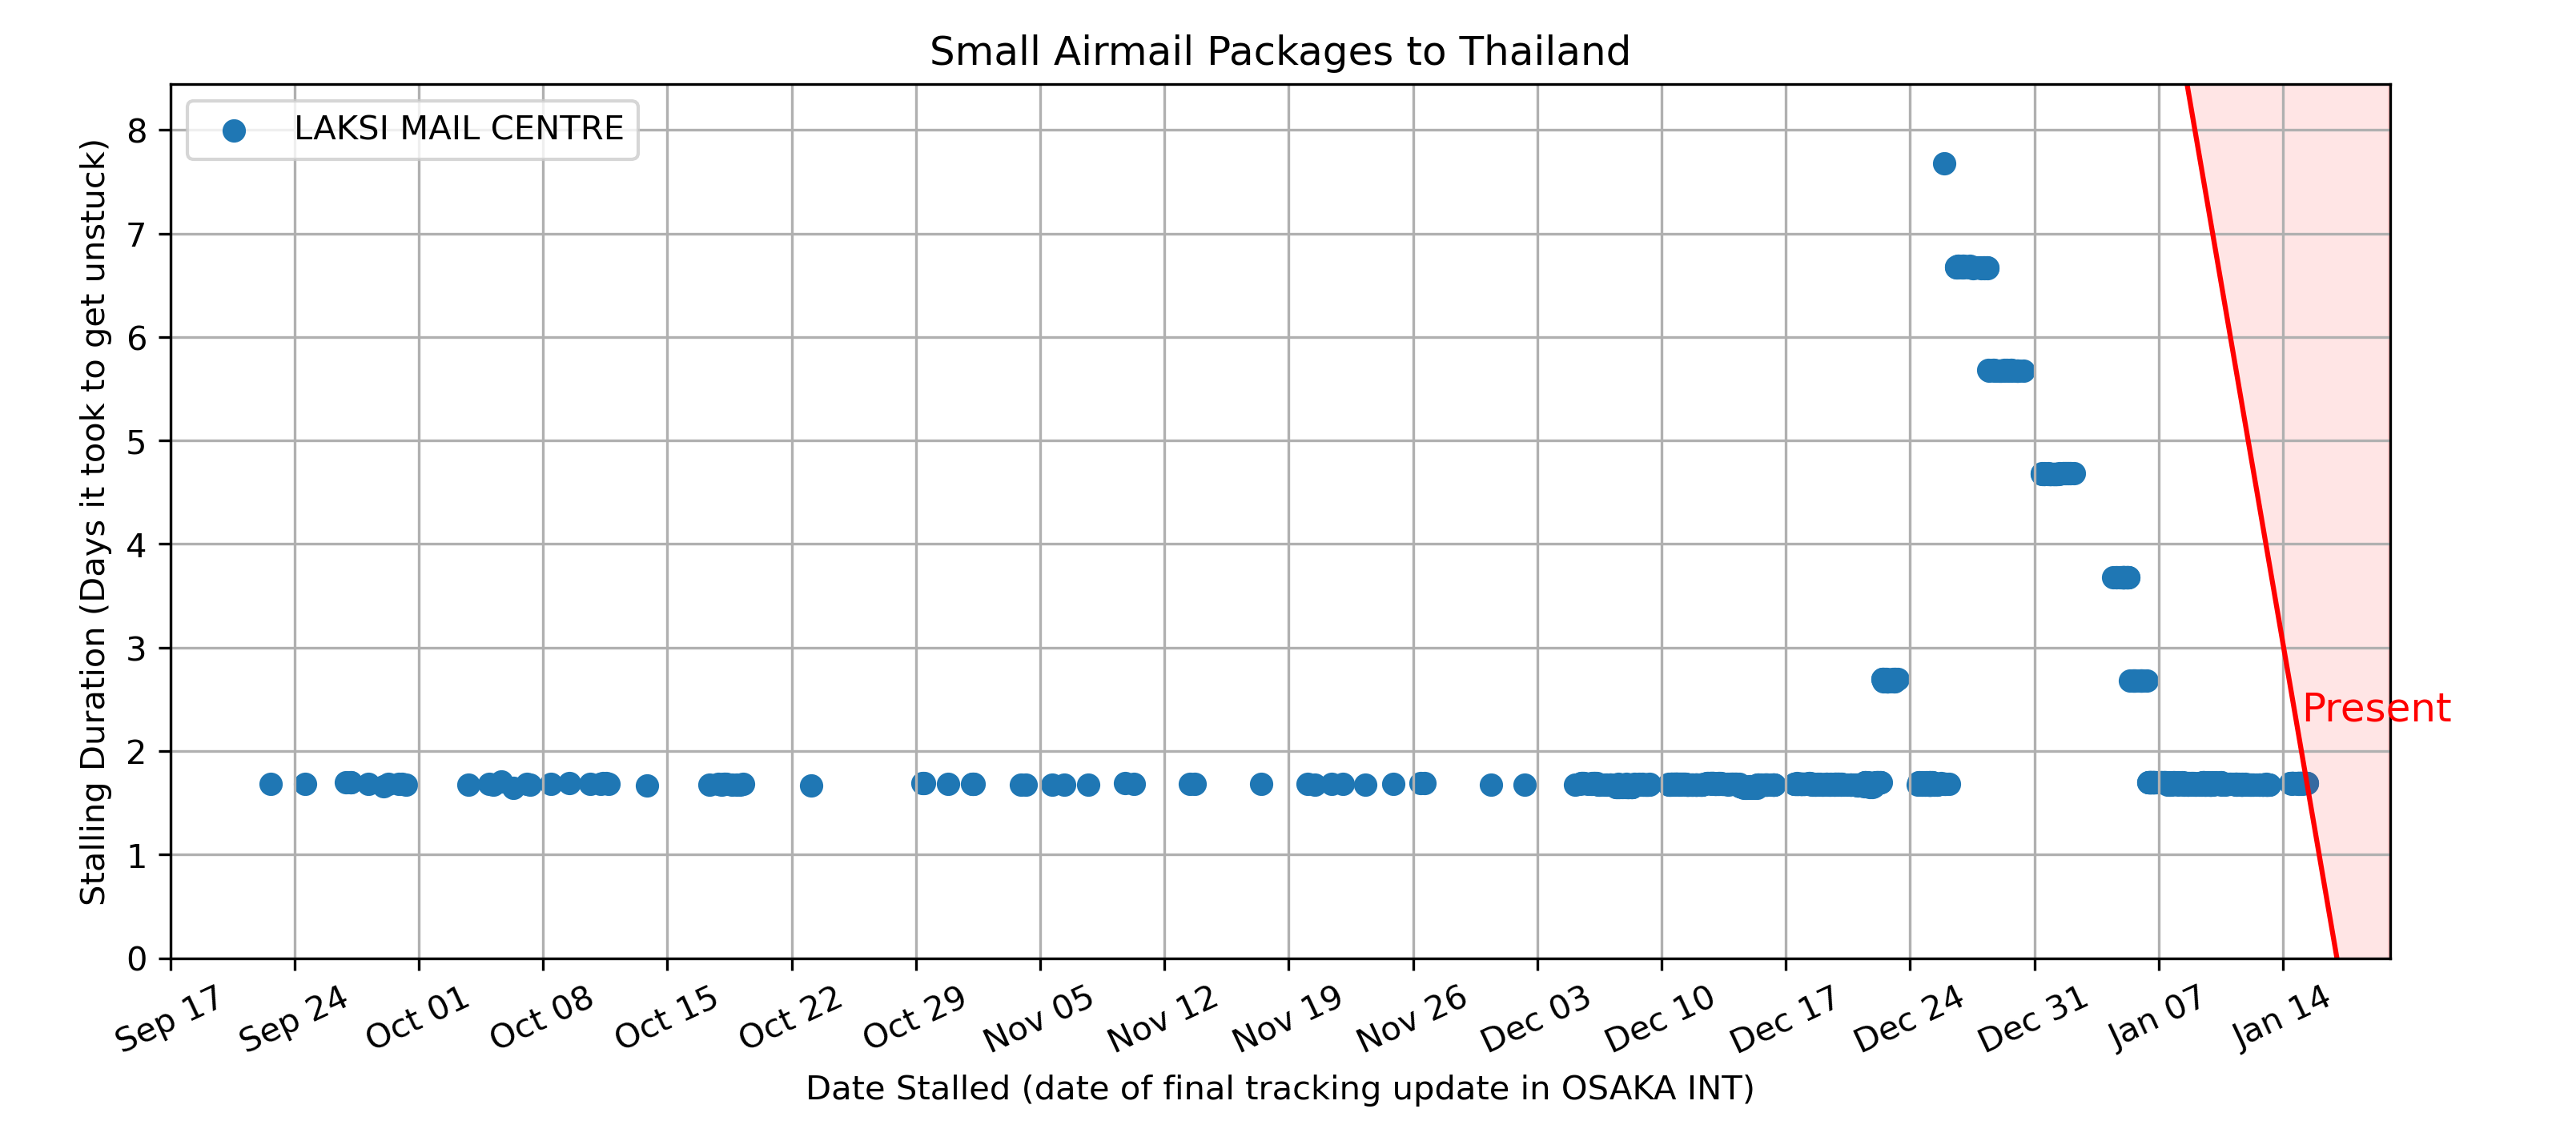 Small Airmail Packages to Thailand
LAKSI MAIL CENTRE
Stalling Duration (Days it took to get unstuck)
8
7
6
5
4
3
2
1
0
Present
Sep 17 Sep 24 Oct 01 Oct 08 Oct 15 Oct 22 Oct 29 Nov 05 Nov 12 Nov 19 Nov 26 Dec 03 Dec 10 Dec 17 Dec 24 Dec 31 Jan 07 Jan 14
Date Stalled (date of final tracking update in OSAKA INT)